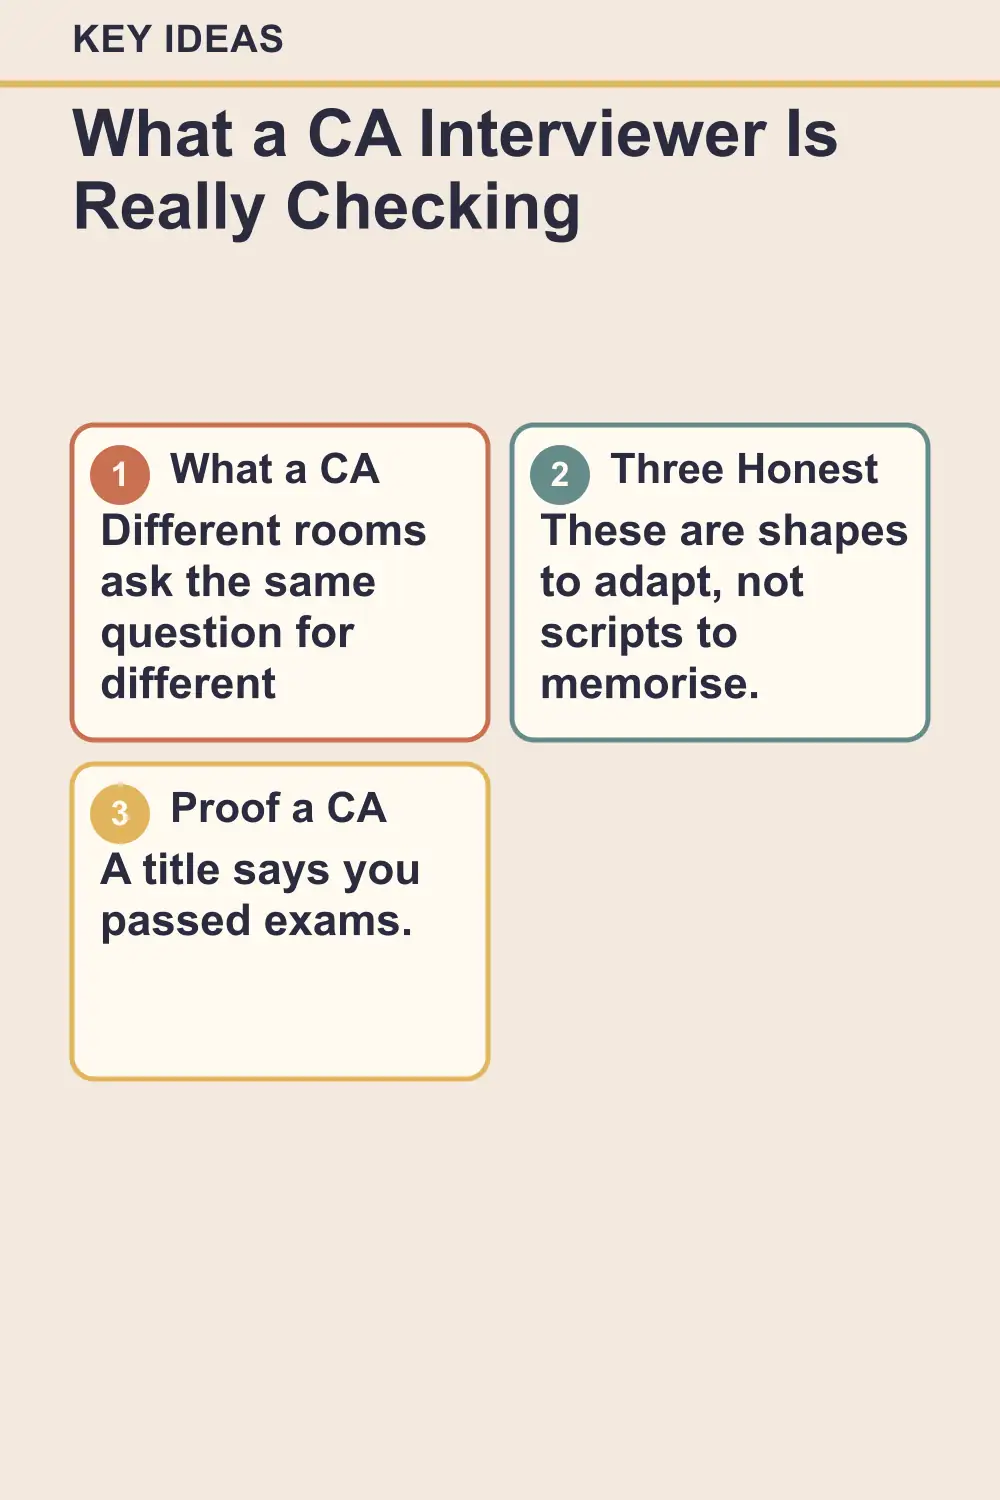 KEY IDEAS
What a CA Interviewer Is
Really Checking
1 What a CA
Different rooms
ask the same
question for
different
2 Three Honest
These are shapes
to adapt, not
scripts to
memorise.
3 Proof a CA
A title says you
passed exams.